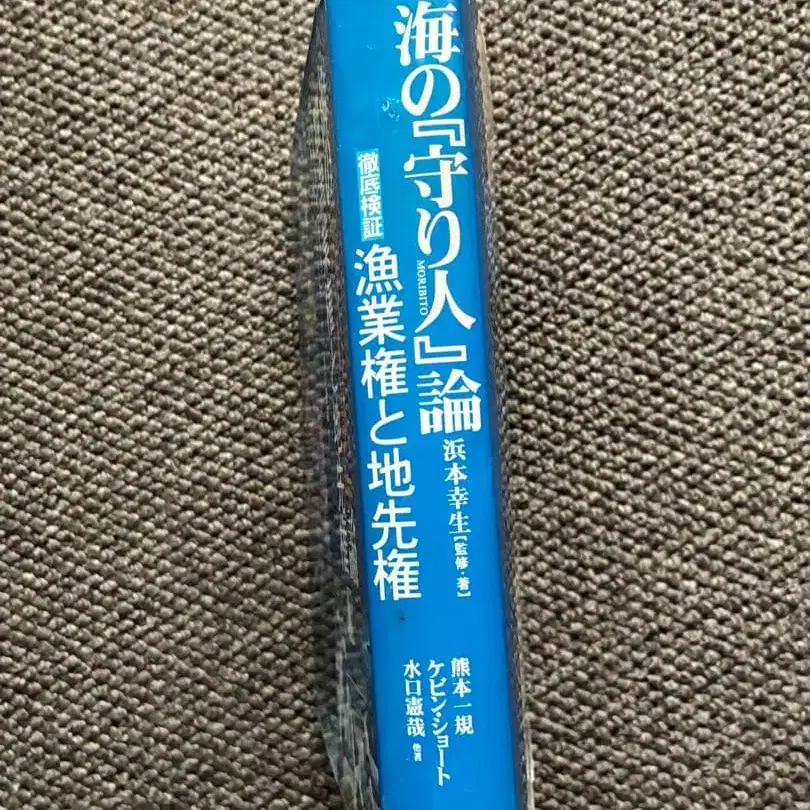 海の『守り人』論
MORIBITO
徹底検証
漁業権と地先権
浜本幸生【監修・著】
熊本一規
ケビン・ショート
水口憲哉 他著